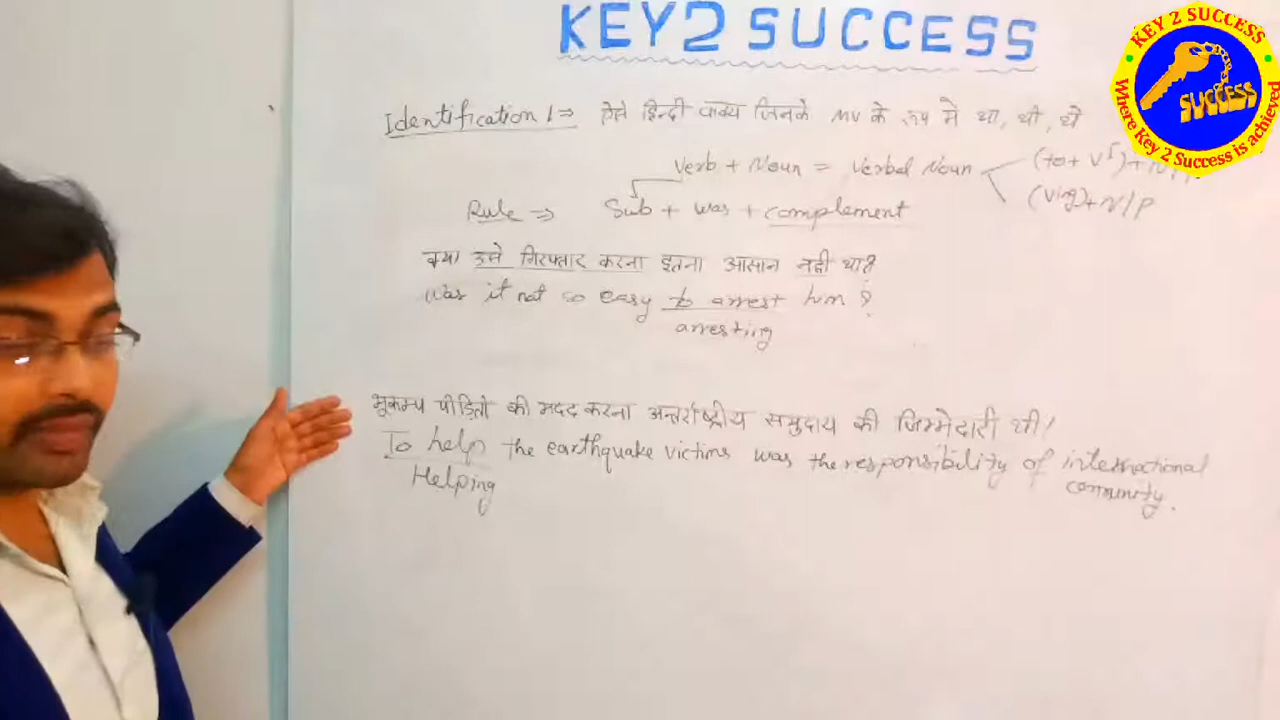 KEY2 SUCCESS
KEY 2 SUCCESS
SUCCESS
Where Key 2 Success is achieved
Identification 1 ⇒ ऐसे हिन्दी वाक्य जिनके MV के रूप में था, थी, थे
Verb + Noun = Verbal Noun
(to + V¹) +
(Ving) + N/P
Rule ⇒ Sub + was + complement
क्या उसे गिरफ्तार करना इतना आसान नहीं था?
Was it not so easy to arrest him ?
arresting
भूकम्प पीड़ितो की मदद करना अन्तर्राष्ट्रीय समुदाय की जिम्मेदारी थी।
To help the earthquake victims was the responsibility of international
Helping
community.